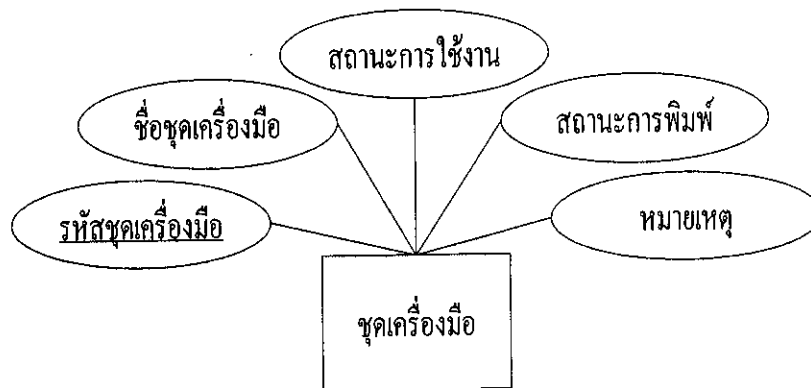 สถานะการใช้งาน
ชื่อชุดเครื่องมือ
สถานะการพิมพ์
รหัสชุดเครื่องมือ
หมายเหตุ
ชุดเครื่องมือ